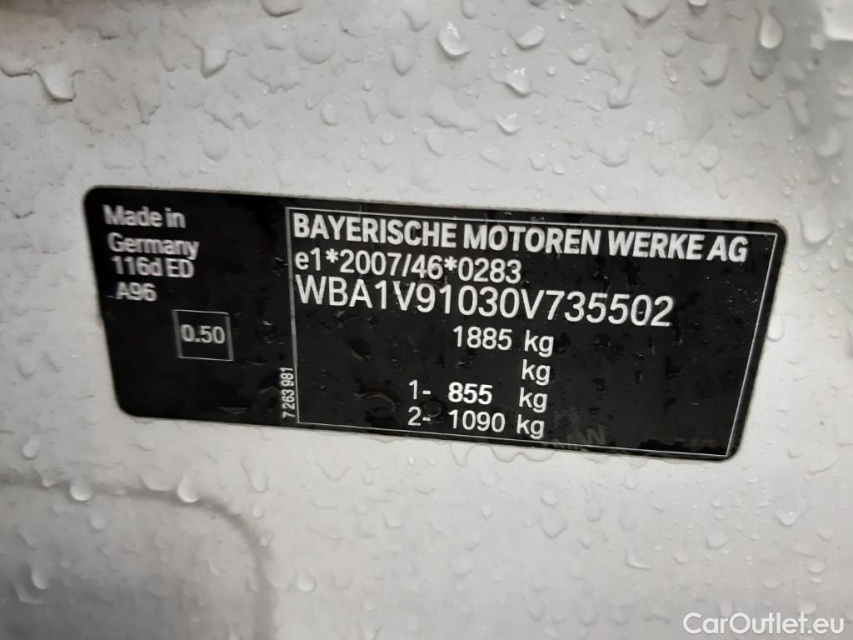 Made in
Germany
116d ED
A96
0.50
7 263 981
BAYERISCHE MOTOREN WERKE AG
e1*2007/46*0283
WBA1V91030V735502
1885 kg
kg
1- 855 kg
2- 1090 kg
CarOutlet.eu